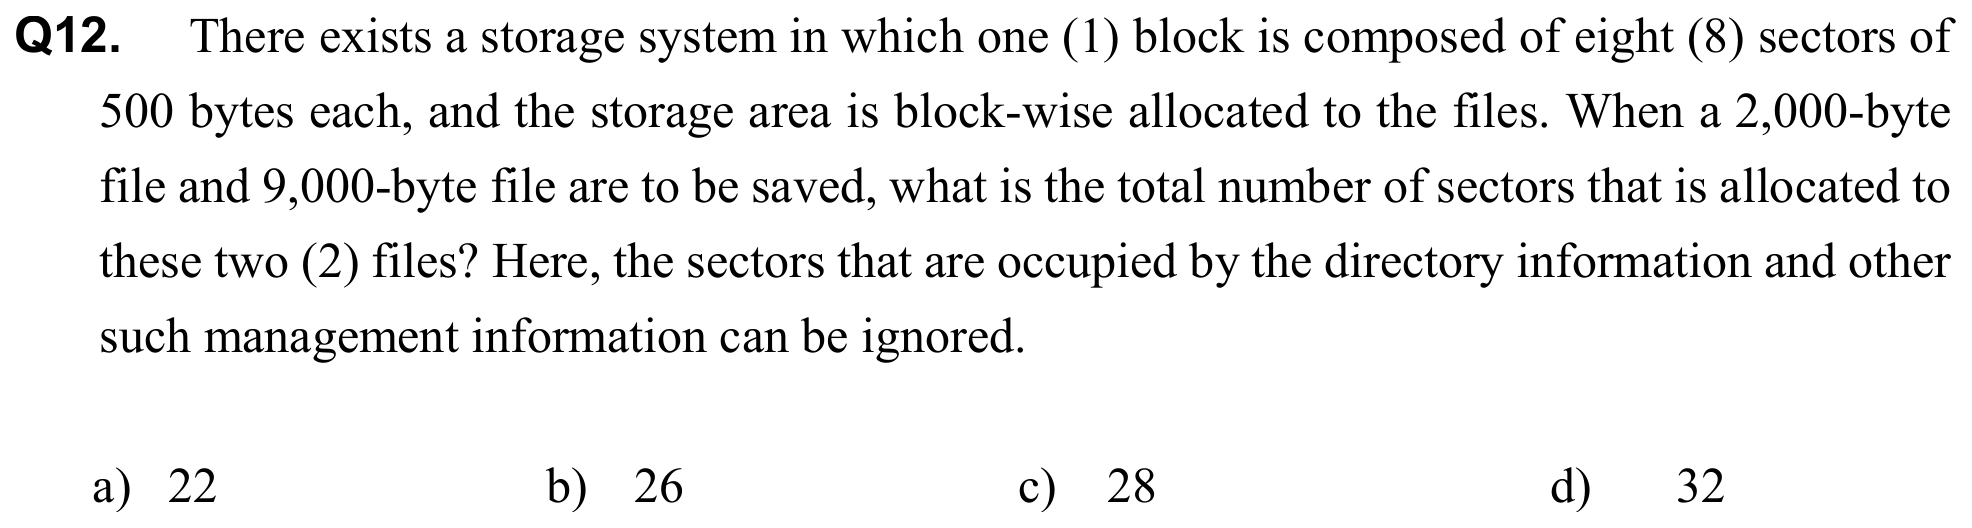 Q12. There exists a storage system in which one (1) block is composed of eight (8) sectors of
500 bytes each, and the storage area is block-wise allocated to the files. When a 2,000-byte
file and 9,000-byte file are to be saved, what is the total number of sectors that is allocated to
these two (2) files? Here, the sectors that are occupied by the directory information and other
such management information can be ignored.
a) 22 b) 26 c) 28 d) 32